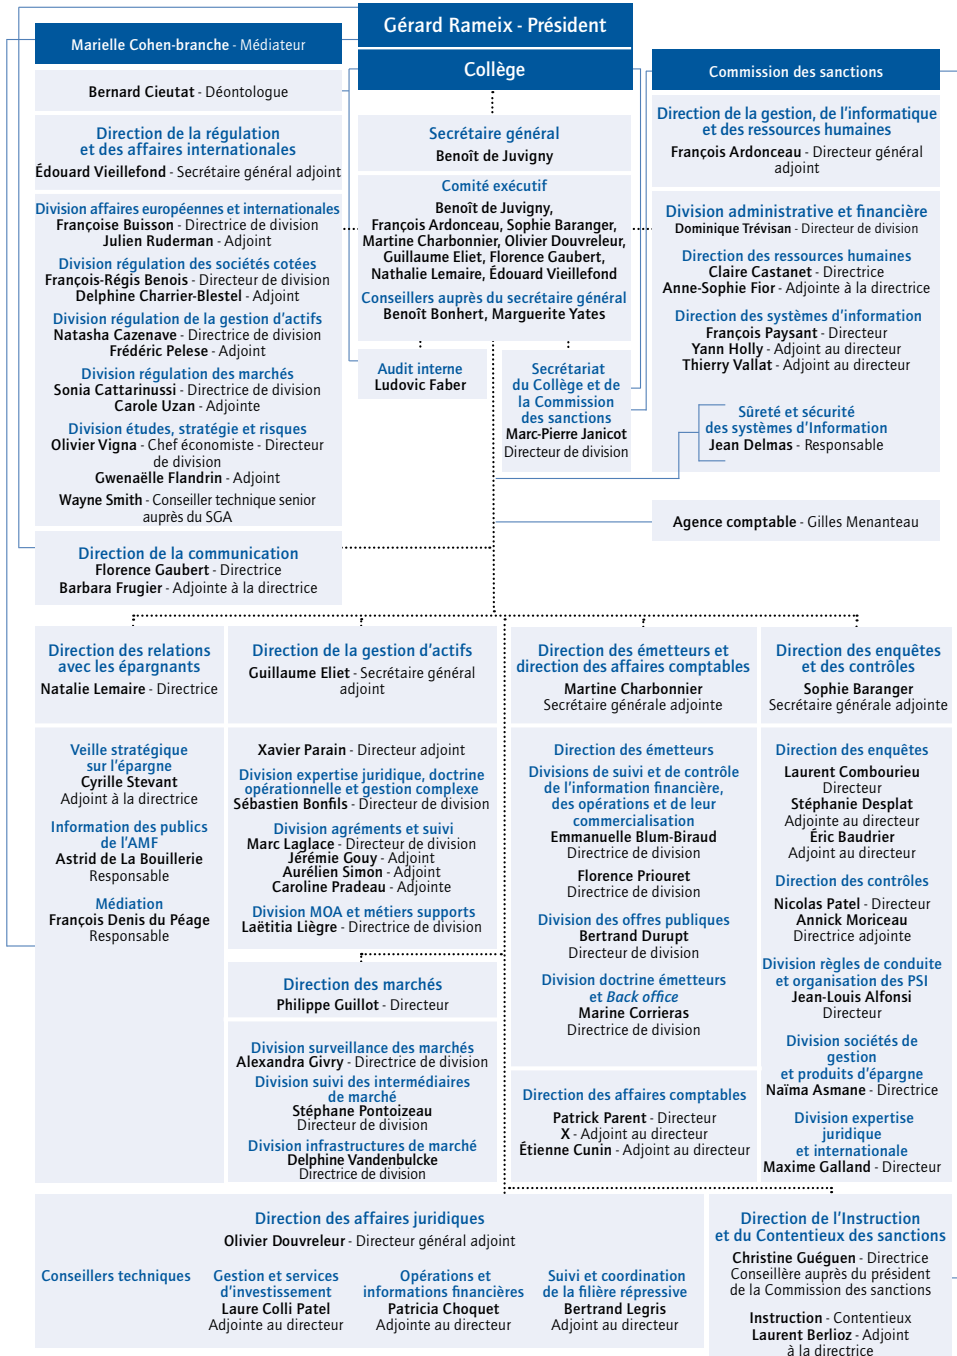 Gérard Rameix - Président
Collège
Marielle Cohen-branche - Médiateur
Bernard Cieutat - Déontologue
Direction de la régulation
et des affaires internationales
Édouard Vieillefond - Secrétaire général adjoint
Division affaires européennes et internationales
Françoise Buisson - Directrice de division
Julien Ruderman - Adjoint
Division régulation des sociétés cotées
François-Régis Benois - Directeur de division
Delphine Charrier-Blestel - Adjoint
Division régulation de la gestion d'actifs
Natasha Cazenave - Directrice de division
Frédéric Pelese - Adjoint
Division régulation des marchés
Sonia Cattarinussi - Directrice de division
Carole Uzan - Adjointe
Division études, stratégie et risques
Olivier Vigna - Chef économiste - Directeur
de division
Gwenaëlle Flandrin - Adjoint
Wayne Smith - Conseiller technique senior
auprès du SGA
Direction de la communication
Florence Gaubert - Directrice
Barbara Frugier - Adjointe à la directrice
Secrétaire général
Benoît de Juvigny
Comité exécutif
Benoît de Juvigny,
François Ardonceau, Sophie Baranger,
Martine Charbonnier, Olivier Douvreleur,
Guillaume Eliet, Florence Gaubert,
Nathalie Lemaire, Édouard Vieillefond
Conseillers auprès du secrétaire général
Benoît Bonhert, Marguerite Yates
Audit interne
Ludovic Faber
Secrétariat
du Collège et de
la Commission
des sanctions
Marc-Pierre Janicot
Directeur de division
Commission des sanctions
Direction de la gestion, de l'informatique
et des ressources humaines
François Ardonceau - Directeur général
adjoint
Division administrative et financière
Dominique Trévisan - Directeur de division
Direction des ressources humaines
Claire Castanet - Directrice
Anne-Sophie Fior - Adjointe à la directrice
Direction des systèmes d'information
François Paysant - Directeur
Yann Holly - Adjoint au directeur
Thierry Vallat - Adjoint au directeur
Sûreté et sécurité
des systèmes d'Information
Jean Delmas - Responsable
Agence comptable - Gilles Menanteau
Direction des relations
avec les épargnants
Natalie Lemaire - Directrice
Veille stratégique
sur l'épargne
Cyrille Stevant
Adjoint à la directrice
Information des publics
de l'AMF
Astrid de La Bouillerie
Responsable
Médiation
François Denis du Péage
Responsable
Direction de la gestion d'actifs
Guillaume Eliet - Secrétaire général
adjoint
Xavier Parain - Directeur adjoint
Division expertise juridique, doctrine
opérationnelle et gestion complexe
Sébastien Bonfils - Directeur de division
Division agréments et suivi
Marc Laglace - Directeur de division
Jérémie Gouy - Adjoint
Aurélien Simon - Adjoint
Caroline Pradeau - Adjointe
Division MOA et métiers supports
Laëtitia Liègre - Directrice de division
Direction des marchés
Philippe Guillot - Directeur
Division surveillance des marchés
Alexandra Givry - Directrice de division
Division suivi des intermédiaires
de marché
Stéphane Pontoizeau
Directeur de division
Division infrastructures de marché
Delphine Vandenbulcke
Directrice de division
Direction des émetteurs et
direction des affaires comptables
Martine Charbonnier
Secrétaire générale adjointe
Direction des émetteurs
Divisions de suivi et de contrôle
de l'information financière,
des opérations et de leur
commercialisation
Emmanuelle Blum-Biraud
Directrice de division
Florence Priouret
Directrice de division
Division des offres publiques
Bertrand Durupt
Directeur de division
Division doctrine émetteurs
et Back office
Marine Corrieras
Directrice de division
Direction des affaires comptables
Patrick Parent - Directeur
X - Adjoint au directeur
Étienne Cunin - Adjoint au directeur
Direction des enquêtes
et des contrôles
Sophie Baranger
Secrétaire générale adjointe
Direction des enquêtes
Laurent Combourieu
Directeur
Stéphanie Desplat
Adjointe au directeur
Éric Baudrier
Adjoint au directeur
Direction des contrôles
Nicolas Patel - Directeur
Annick Moriceau
Directrice adjointe
Division règles de conduite
et organisation des PSI
Jean-Louis Alfonsi
Directeur
Division sociétés de
gestion
et produits d'épargne
Naïma Asmane - Directrice
Division expertise
juridique
et internationale
Maxime Galland - Directeur
Direction des affaires juridiques
Olivier Douvreleur - Directeur général adjoint
Conseillers techniques
Gestion et services
d'investissement
Laure Colli Patel
Adjointe au directeur
Opérations et
informations financières
Patricia Choquet
Adjointe au directeur
Suivi et coordination
de la filière répressive
Bertrand Legris
Adjoint au directeur
Direction de l'Instruction
et du Contentieux des sanctions
Christine Guéguen - Directrice
Conseillère auprès du président
de la Commission des sanctions
Instruction - Contentieux
Laurent Berlioz - Adjoint
à la directrice